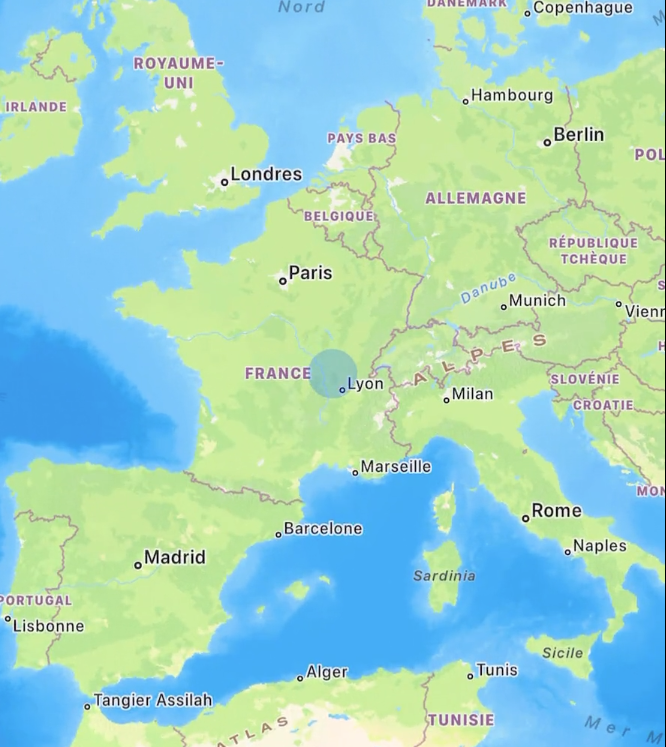 DANEMARK
Copenhague
Nord
ROYAUME-
UNI
Hambourg
IRLANDE
Berlin
PAYS BAS
POL
Londres
ALLEMAGNE
BELGIQUE
RÉPUBLIQUE
TCHÈQUE
Paris
Danube
Munich
Vienn
ALPES
FRANCE
Lyon
SLOVÉNIE
Milan
CROATIE
Marseille
MON
Rome
Barcelone
Naples
Madrid
Sardinia
PORTUGAL
Lisbonne
Sicile
Alger
Tunis
Tangier Assilah
TUNISIE
ATLAS
Mer M